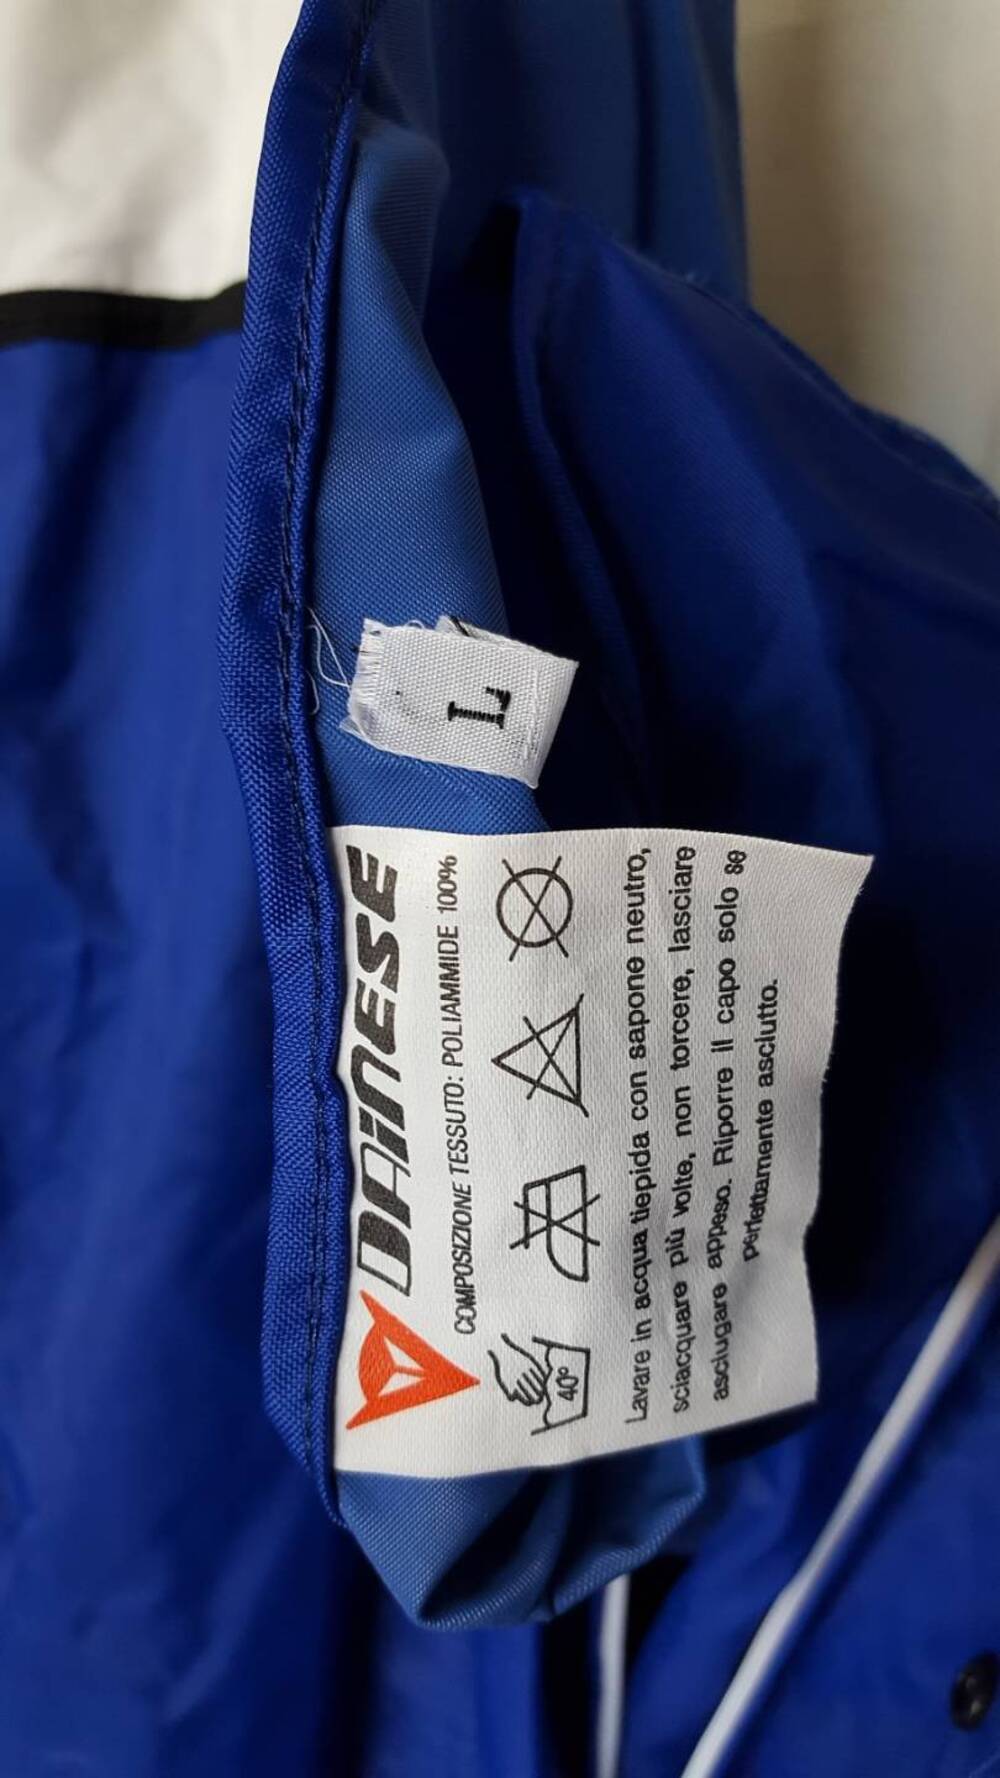 L
DAINESE
COMPOSIZIONE TESSUTO: POLIAMMIDE 100%
40°
Lavare in acqua tiepida con sapone neutro,
sciacquare più volte, non torcere, lasciare
asciugare appeso. Riporre il capo solo se
perfettamente asciutto.